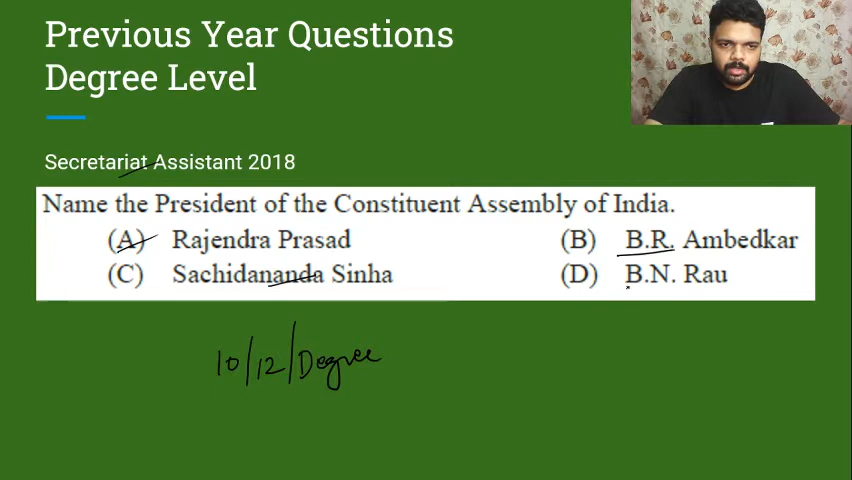 Previous Year Questions
Degree Level
Secretariat Assistant 2018
Name the President of the Constituent Assembly of India.
(A) Rajendra Prasad (B) B.R. Ambedkar
(C) Sachidananda Sinha (D) B.N. Rau
10/12/Degree